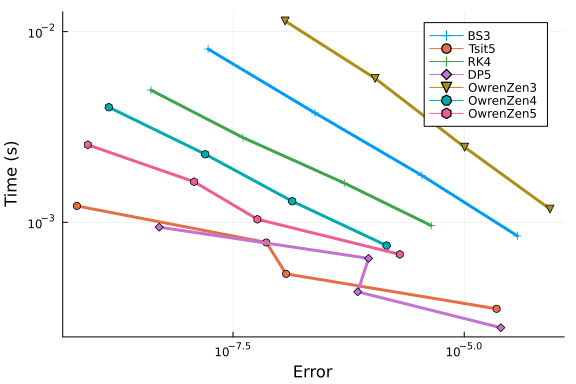 10⁻²
BS3
Tsit5
RK4
DP5
OwrenZen3
OwrenZen4
OwrenZen5
Time (s)
10⁻³
10⁻⁷·⁵
10⁻⁵·⁰
Error